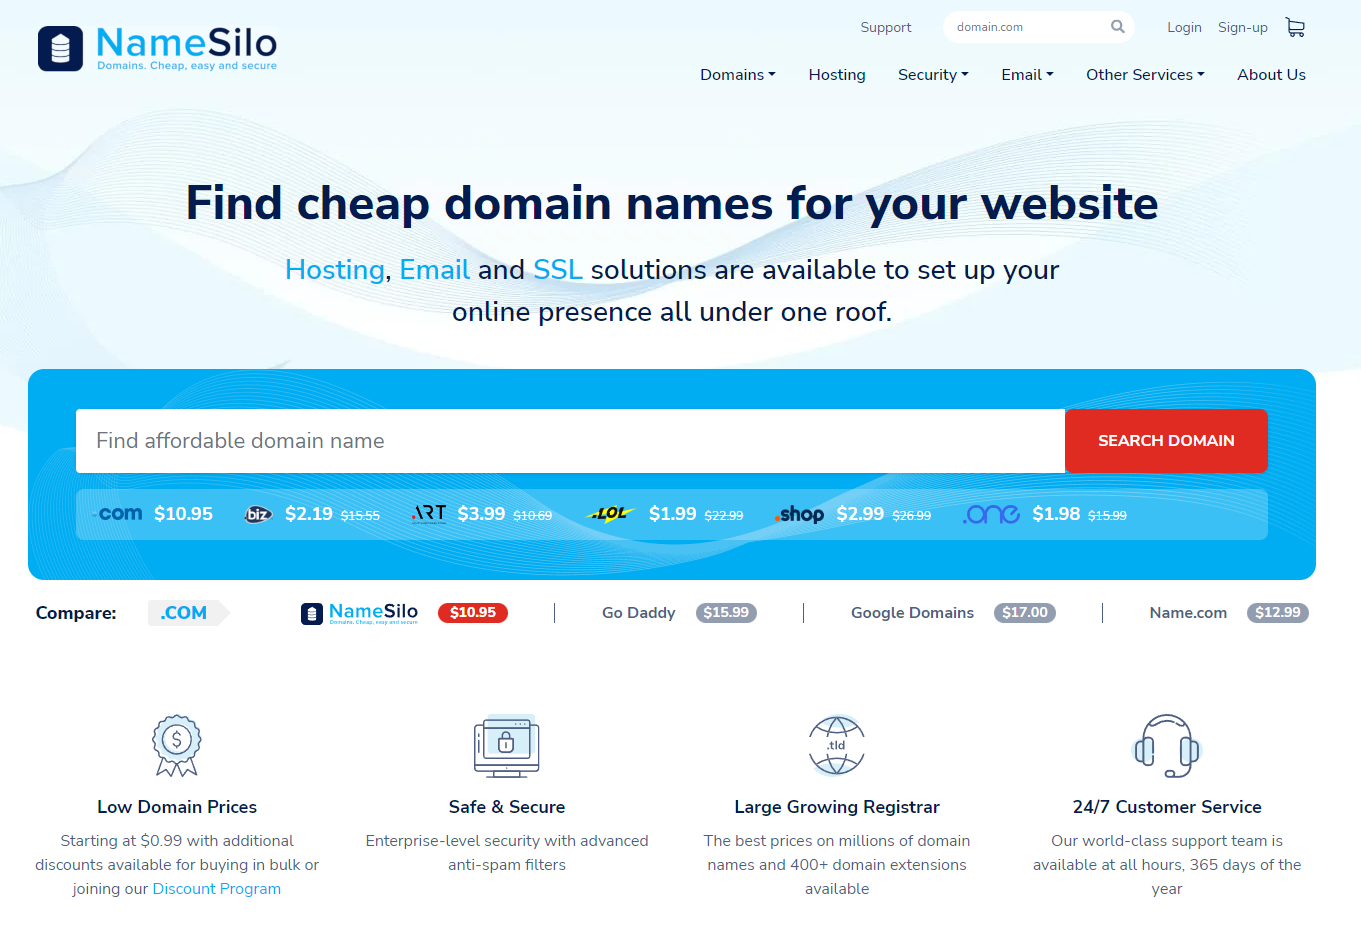 NameSilo
Domains. Cheap, easy and secure
Support
domain.com
Login
Sign-up
Domains
Hosting
Security
Email
Other Services
About Us
Find cheap domain names for your website
Hosting, Email and SSL solutions are available to set up your
online presence all under one roof.
Find affordable domain name
SEARCH DOMAIN
.com $10.95
.biz $2.19 $15.55
.ART $3.99 $10.69
.LOL $1.99 $22.99
.shop $2.99 $26.99
.one $1.98 $15.99
Compare:
.COM
NameSilo
Domains. Cheap, easy and secure
$10.95
Go Daddy $15.99
Google Domains $17.00
Name.com $12.99
$
.tld
Low Domain Prices
Starting at $0.99 with additional
discounts available for buying in bulk or
joining our Discount Program
Safe & Secure
Enterprise-level security with advanced
anti-spam filters
Large Growing Registrar
The best prices on millions of domain
names and 400+ domain extensions
available
24/7 Customer Service
Our world-class support team is
available at all hours, 365 days of the
year